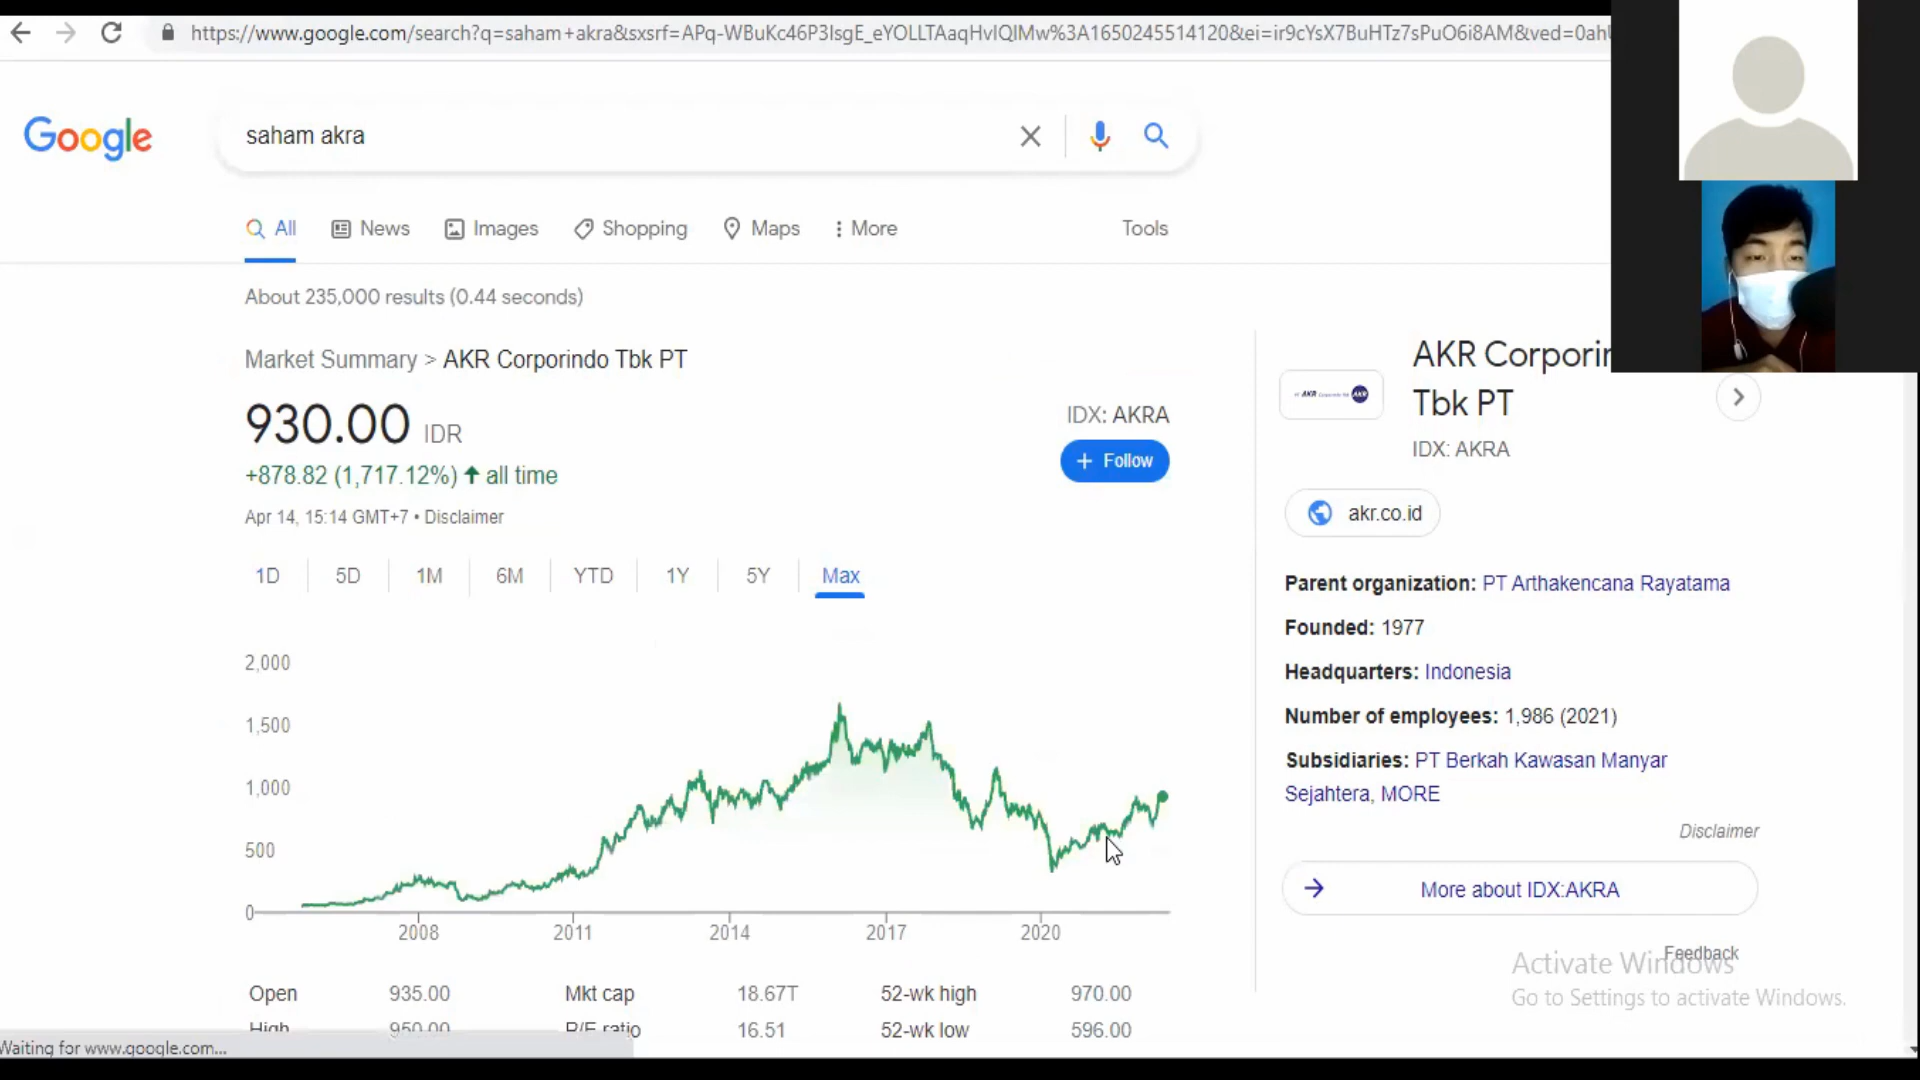 https://www.google.com/search?q=saham+akra&sxsrf=APq-WBuKc46P3IsgE_eYOLLTAaqHvIQIMw%3A1650245514120&ei=ir9cYsX7BuHTz7sPuO6i8AM&ved=0ah
Google
saham akra
All News Images Shopping Maps More Tools
About 235,000 results (0.44 seconds)
Market Summary > AKR Corporindo Tbk PT
930.00 IDR
+878.82 (1,717.12%) ↑ all time
Apr 14, 15:14 GMT+7 • Disclaimer
IDX: AKRA
+ Follow
1D 5D 1M 6M YTD 1Y 5Y Max
2,000
1,500
1,000
500
0
2008 2011 2014 2017 2020
Open 935.00 Mkt cap 18.67T 52-wk high 970.00
High 950.00 P/E ratio 16.51 52-wk low 596.00
AKR Corporin
Tbk PT
IDX: AKRA
akr.co.id
Parent organization: PT Arthakencana Rayatama
Founded: 1977
Headquarters: Indonesia
Number of employees: 1,986 (2021)
Subsidiaries: PT Berkah Kawasan Manyar
Sejahtera, MORE
Disclaimer
More about IDX:AKRA
Feedback
Activate Windows
Go to Settings to activate Windows.
Waiting for www.google.com...